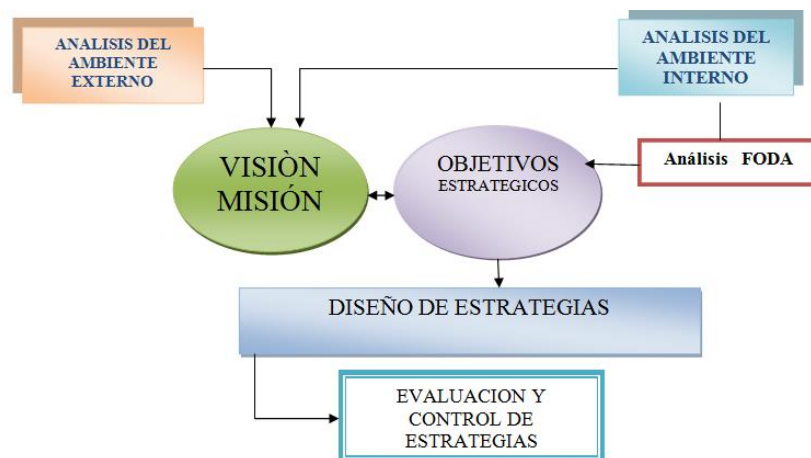 ANALISIS DEL
AMBIENTE
EXTERNO
ANALISIS DEL
AMBIENTE
INTERNO
Análisis FODA
VISIÒN
MISIÓN
OBJETIVOS
ESTRATEGICOS
DISEÑO DE ESTRATEGIAS
EVALUACION Y
CONTROL DE
ESTRATEGIAS